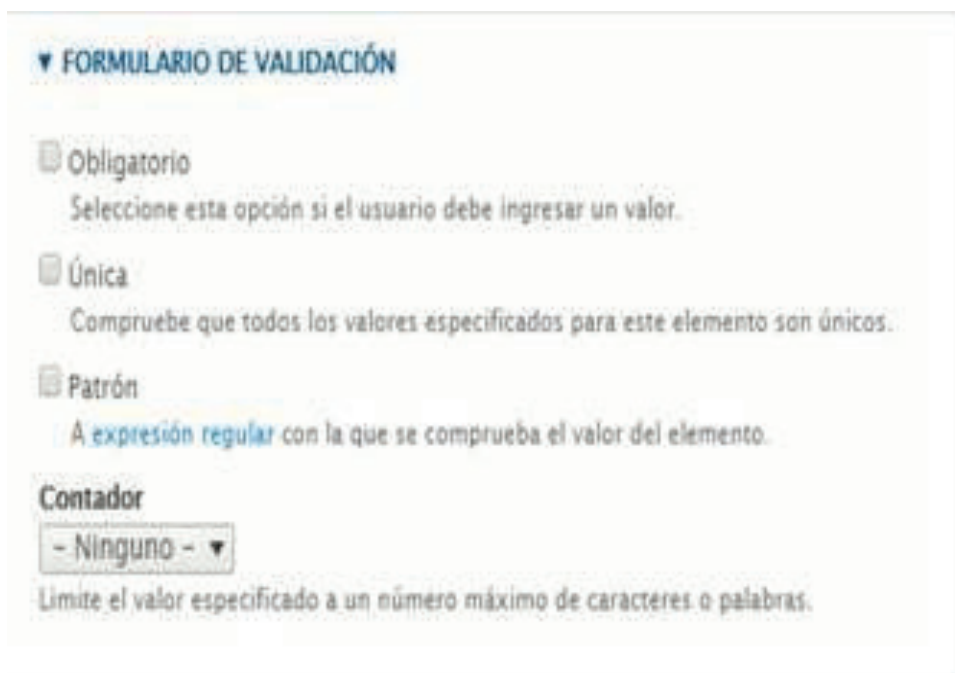 ▼ FORMULARIO DE VALIDACIÓN
Obligatorio
Seleccione esta opción si el usuario debe ingresar un valor.
Única
Compruebe que todos los valores especificados para este elemento son únicos.
Patrón
A expresión regular con la que se comprueba el valor del elemento.
Contador
- Ninguno - ▼
Limite el valor especificado a un número máximo de caracteres o palabras.